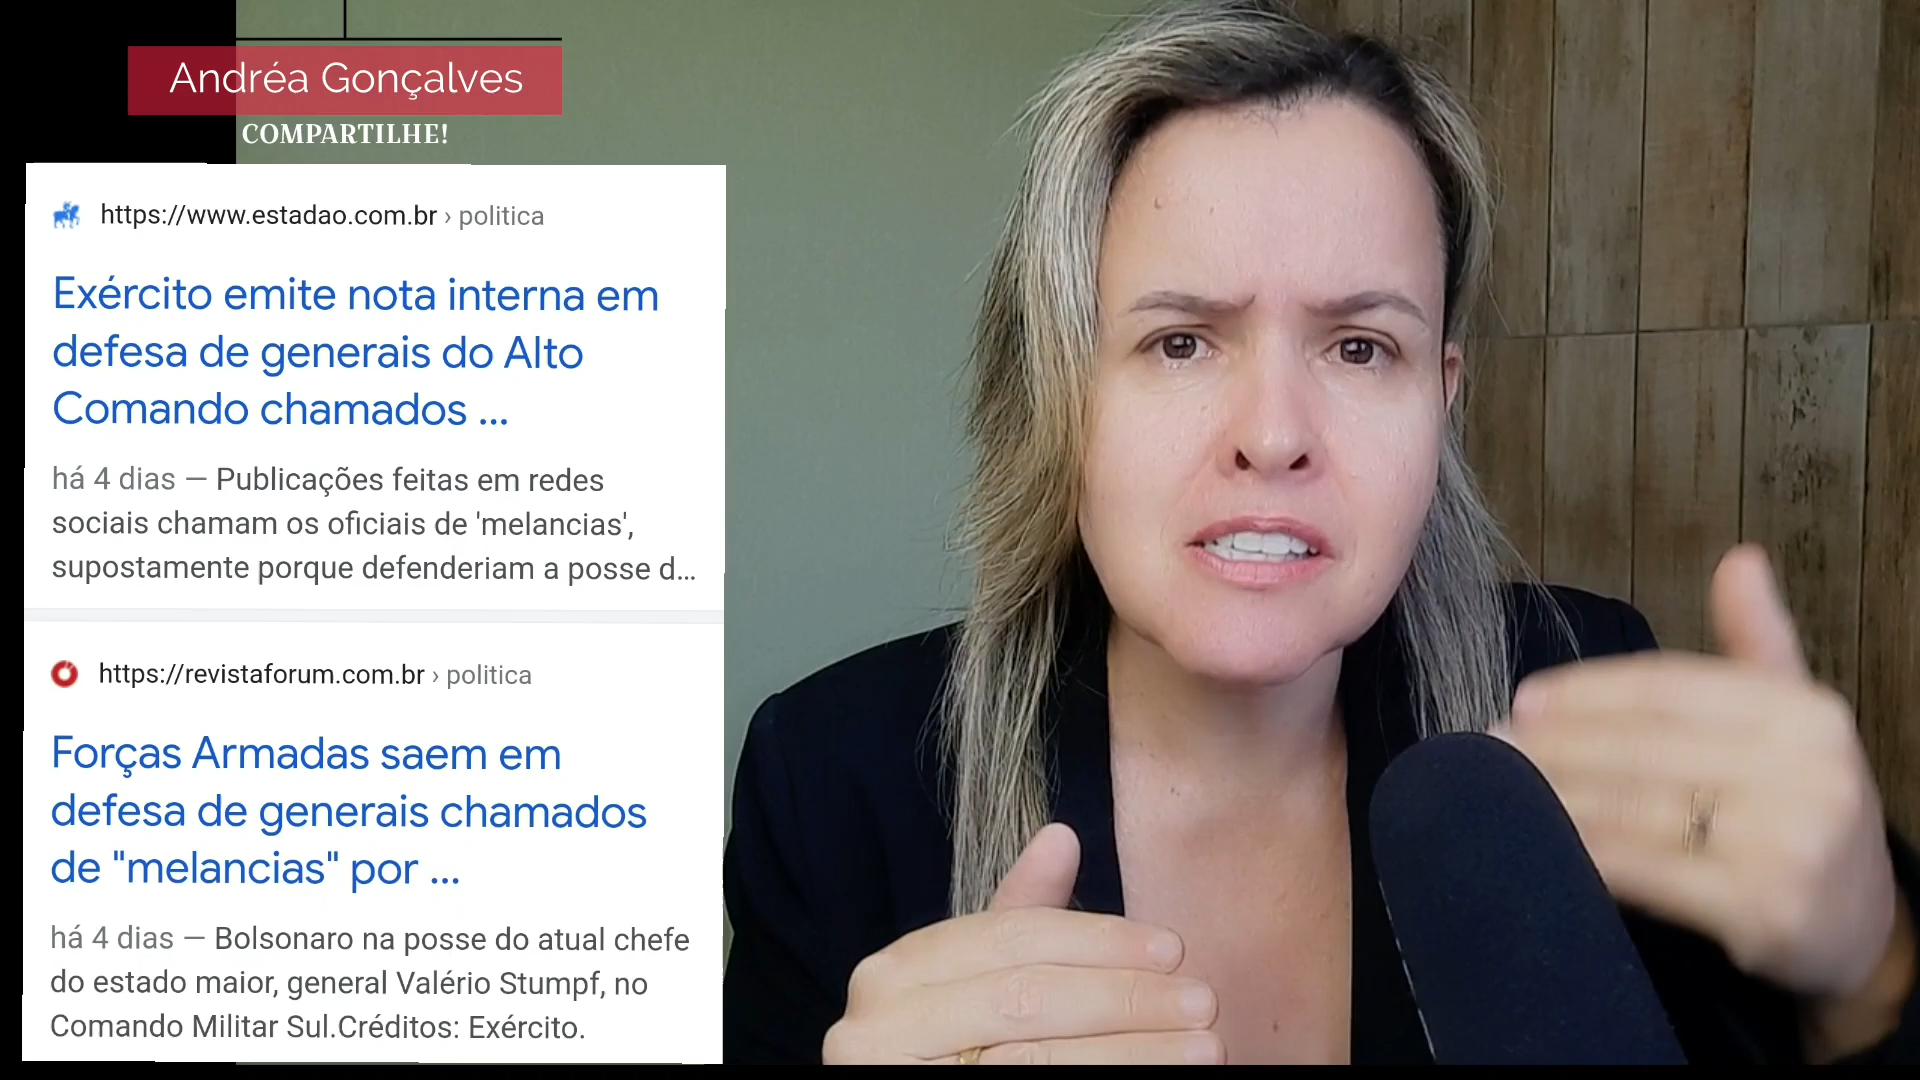 Andréa Gonçalves
COMPARTILHE!
https://www.estadao.com.br › politica
Exército emite nota interna em
defesa de generais do Alto
Comando chamados ...
há 4 dias — Publicações feitas em redes
sociais chamam os oficiais de 'melancias',
supostamente porque defenderiam a posse d...
https://revistaforum.com.br › politica
Forças Armadas saem em
defesa de generais chamados
de "melancias" por ...
há 4 dias — Bolsonaro na posse do atual chefe
do estado maior, general Valério Stumpf, no
Comando Militar Sul.Créditos: Exército.